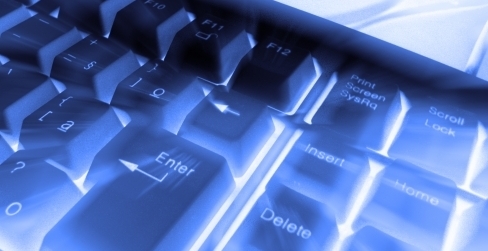 F10
F11
F12
Print
Screen
SysRq
Scroll
Lock
Insert
Home
Enter
Delete
?